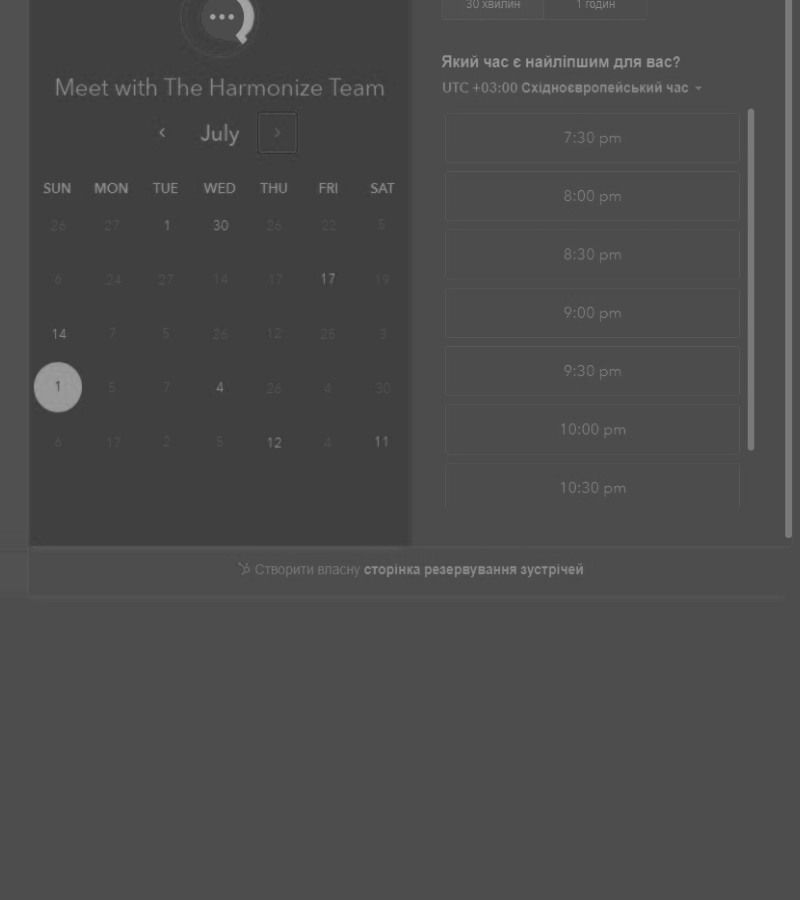 30 хвилин 1 годин
Який час є найліпшим для вас?
UTC +03:00 Східноєвропейський час
Meet with The Harmonize Team
July
SUN MON TUE WED THU FRI SAT
26 27 1 30 26 22 5
6 24 27 14 17 17 19
14 7 5 26 12 25 3
1 5 7 4 26 4 30
6 17 2 5 12 4 11
7:30 pm
8:00 pm
8:30 pm
9:00 pm
9:30 pm
10:00 pm
10:30 pm
Створити власну сторінка резервування зустрічей